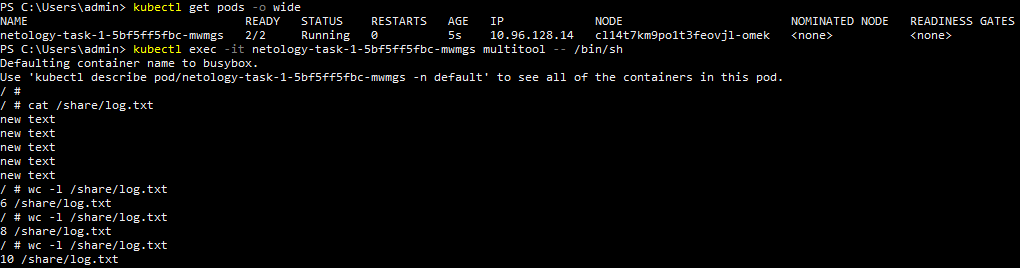 PS C:\Users\admin> kubectl get pods -o wide
NAME READY STATUS RESTARTS AGE IP NODE NOMINATED NODE READINESS GATES
netology-task-1-5bf5ff5fbc-mwmgs 2/2 Running 0 5s 10.96.128.14 cl14t7km9po1t3feovjl-omek <none> <none>
PS C:\Users\admin> kubectl exec -it netology-task-1-5bf5ff5fbc-mwmgs multitool -- /bin/sh
Defaulting container name to busybox.
Use 'kubectl describe pod/netology-task-1-5bf5ff5fbc-mwmgs -n default' to see all of the containers in this pod.
/ #
/ # cat /share/log.txt
new text
new text
new text
new text
new text
/ # wc -l /share/log.txt
6 /share/log.txt
/ # wc -l /share/log.txt
8 /share/log.txt
/ # wc -l /share/log.txt
10 /share/log.txt